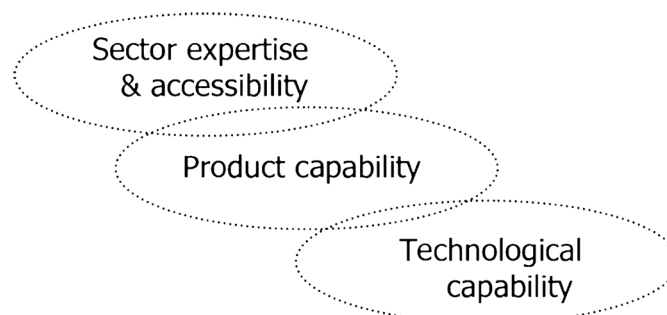 Sector expertise
& accessibility
Product capability
Technological
capability